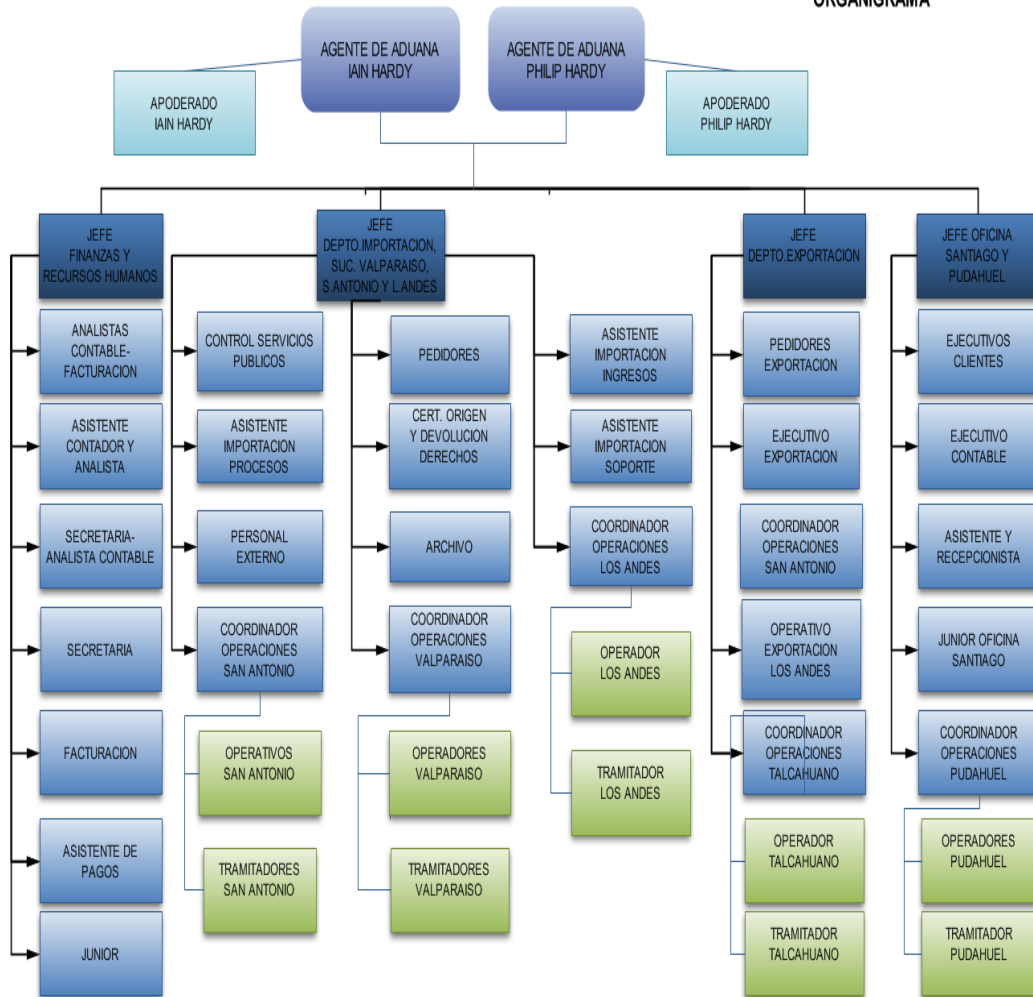 ORGANIGRAMA
AGENTE DE ADUANA
IAIN HARDY
AGENTE DE ADUANA
PHILIP HARDY
APODERADO
IAIN HARDY
APODERADO
PHILIP HARDY
JEFE
FINANZAS Y
RECURSOS HUMANOS
JEFE
DEPTO.IMPORTACION,
SUC. VALPARAISO,
S.ANTONIO Y L.ANDES
JEFE
DEPTO.EXPORTACION
JEFE OFICINA
SANTIAGO Y
PUDAHUEL
ANALISTAS
CONTABLE-
FACTURACION
CONTROL SERVICIOS
PUBLICOS
PEDIDORES
ASISTENTE
IMPORTACION
INGRESOS
PEDIDORES
EXPORTACION
EJECUTIVOS
CLIENTES
ASISTENTE
CONTADOR Y
ANALISTA
ASISTENTE
IMPORTACION
PROCESOS
CERT. ORIGEN
Y DEVOLUCION
DERECHOS
ASISTENTE
IMPORTACION
SOPORTE
EJECUTIVO
EXPORTACION
EJECUTIVO
CONTABLE
SECRETARIA-
ANALISTA CONTABLE
PERSONAL
EXTERNO
ARCHIVO
COORDINADOR
OPERACIONES
LOS ANDES
COORDINADOR
OPERACIONES
SAN ANTONIO
ASISTENTE Y
RECEPCIONISTA
SECRETARIA
COORDINADOR
OPERACIONES
SAN ANTONIO
COORDINADOR
OPERACIONES
VALPARAISO
OPERADOR
LOS ANDES
OPERATIVO
EXPORTACION
LOS ANDES
JUNIOR OFICINA
SANTIAGO
FACTURACION
OPERATIVOS
SAN ANTONIO
OPERADORES
VALPARAISO
TRAMITADOR
LOS ANDES
COORDINADOR
OPERACIONES
TALCAHUANO
COORDINADOR
OPERACIONES
PUDAHUEL
ASISTENTE DE
PAGOS
TRAMITADORES
SAN ANTONIO
TRAMITADORES
VALPARAISO
OPERADOR
TALCAHUANO
OPERADORES
PUDAHUEL
JUNIOR
TRAMITADOR
TALCAHUANO
TRAMITADOR
PUDAHUEL